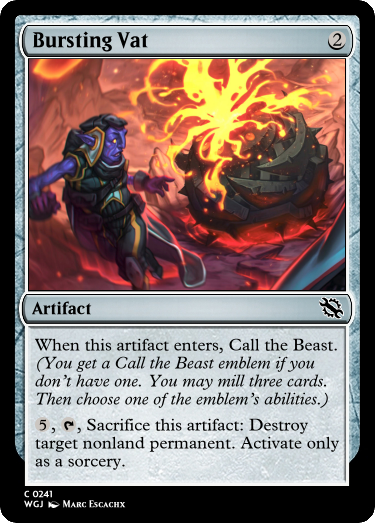 Bursting Vat 2
Artifact
When this artifact enters, Call the Beast.
(You get a Call the Beast emblem if you
don't have one. You may mill three cards.
Then choose one of the emblem's abilities.)
5, , Sacrifice this artifact: Destroy
target nonland permanent. Activate only
as a sorcery.
C 0241
WGJ Marc Escachx